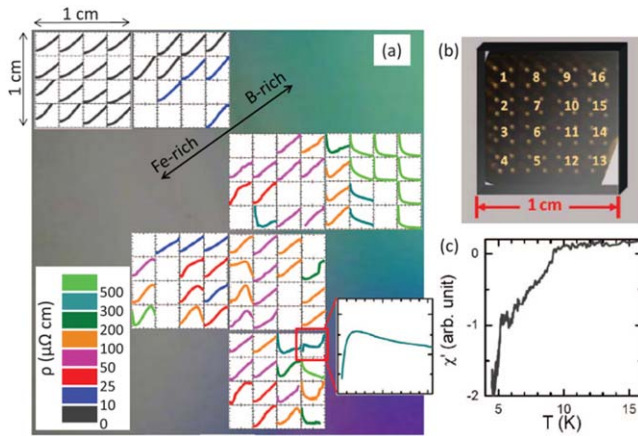 1 cm
(a)
1 cm
B-rich
Fe-rich
ρ (μΩ cm)
500
300
200
100
50
25
10
0
(b)
1 8 9 16
2 7 10 15
3 6 11 14
4 5 12 13
1 cm
(c)
χ' (arb. unit)
0
-1
-2
5 10 15
T (K)